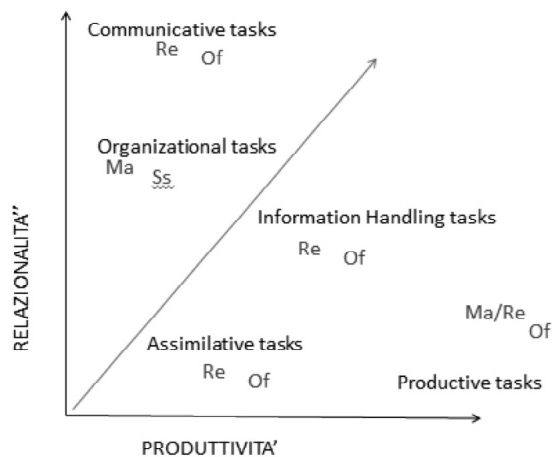 Communicative tasks
Re Of
Organizational tasks
Ma Ss
Information Handling tasks
Re Of
Ma/Re
Of
Assimilative tasks
Re Of
Productive tasks
RELAZIONALITA’’
PRODUTTIVITA’